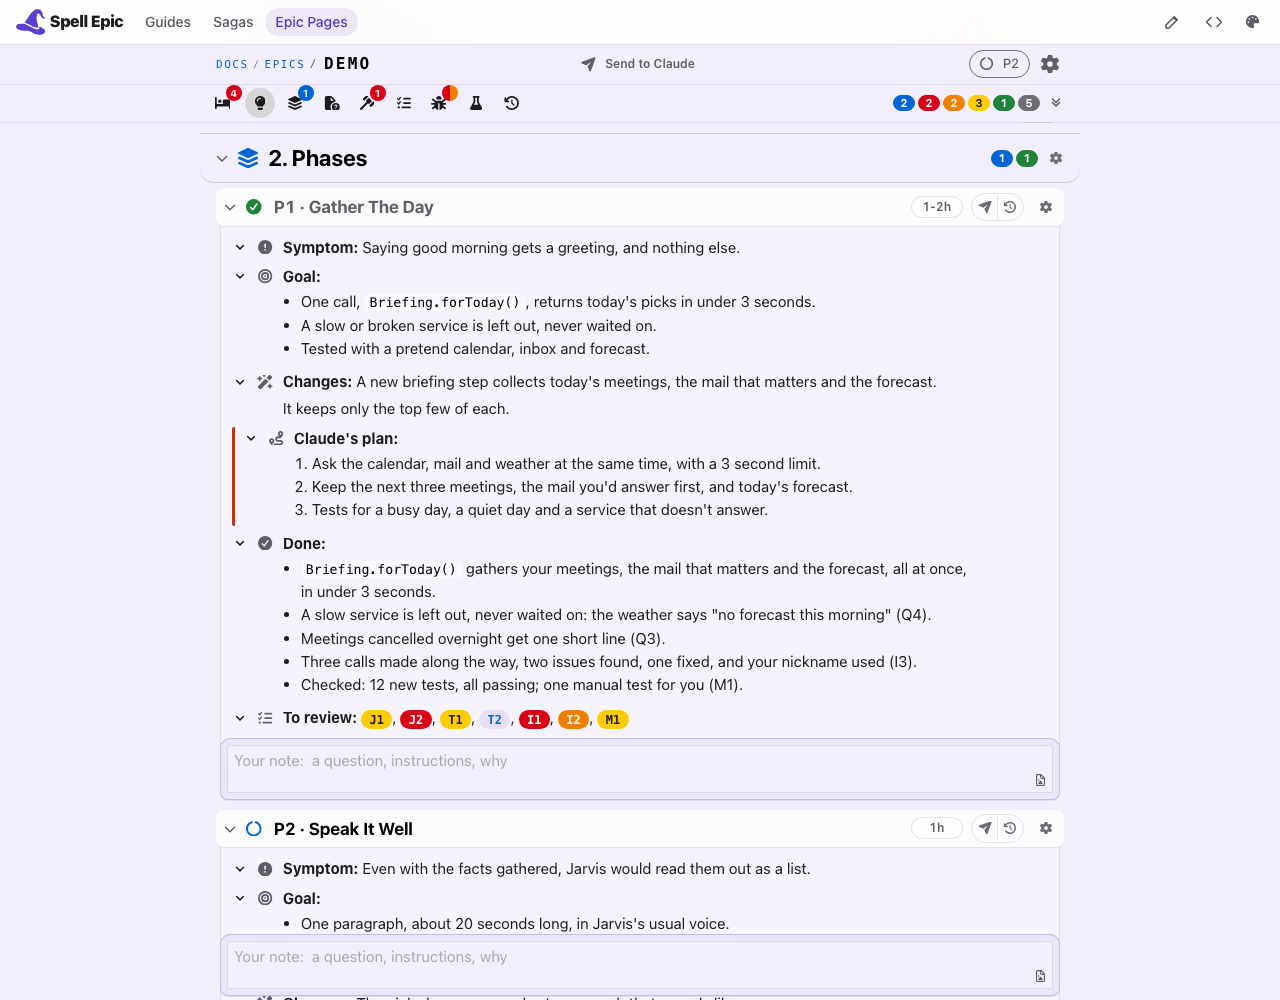 Spell Epic Guides Sagas Epic Pages
DOCS / EPICS / DEMO Send to Claude P2
4 1 1
2 2 2 3 1 5
2. Phases 1 1
P1 · Gather The Day 1-2h
Symptom: Saying good morning gets a greeting, and nothing else.
Goal:
• One call, Briefing.forToday(), returns today's picks in under 3 seconds.
• A slow or broken service is left out, never waited on.
• Tested with a pretend calendar, inbox and forecast.
Changes: A new briefing step collects today's meetings, the mail that matters and the forecast.
It keeps only the top few of each.
Claude's plan:
1. Ask the calendar, mail and weather at the same time, with a 3 second limit.
2. Keep the next three meetings, the mail you'd answer first, and today's forecast.
3. Tests for a busy day, a quiet day and a service that doesn't answer.
Done:
• Briefing.forToday() gathers your meetings, the mail that matters and the forecast, all at once,
in under 3 seconds.
• A slow service is left out, never waited on: the weather says "no forecast this morning" (Q4).
• Meetings cancelled overnight get one short line (Q3).
• Three calls made along the way, two issues found, one fixed, and your nickname used (I3).
• Checked: 12 new tests, all passing; one manual test for you (M1).
To review: J1, J2, T1, T2, I1, I2, M1
Your note: a question, instructions, why
P2 · Speak It Well 1h
Symptom: Even with the facts gathered, Jarvis would read them out as a list.
Goal:
• One paragraph, about 20 seconds long, in Jarvis's usual voice.
Your note: a question, instructions, why